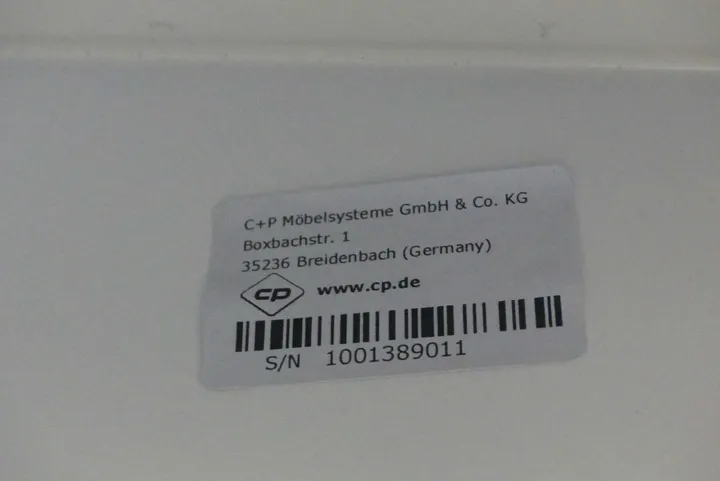 C+P Möbelsysteme GmbH & Co. KG
Boxbachstr. 1
35236 Breidenbach (Germany)
cp www.cp.de
S/N 1001389011